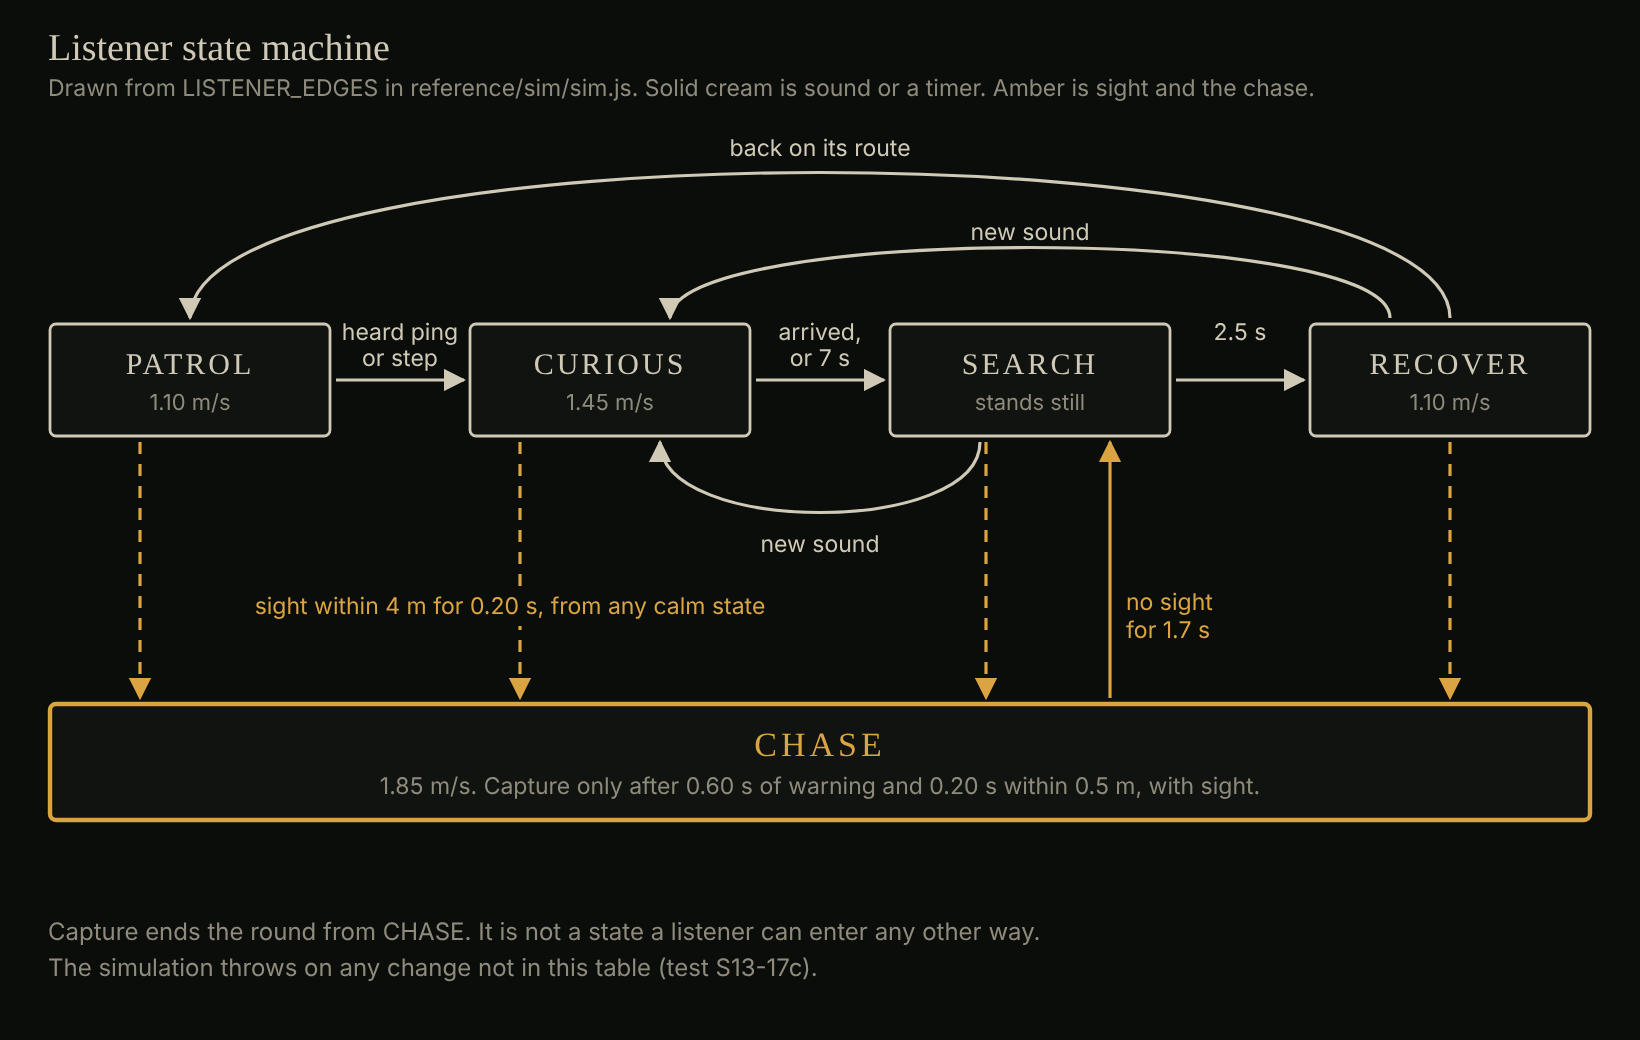 Listener state machine
Drawn from LISTENER_EDGES in reference/sim/sim.js. Solid cream is sound or a timer. Amber is sight and the chase.
back on its route
new sound
heard ping
or step
arrived,
or 7 s
2.5 s
PATROL
1.10 m/s
CURIOUS
1.45 m/s
SEARCH
stands still
RECOVER
1.10 m/s
new sound
sight within 4 m for 0.20 s, from any calm state
no sight
for 1.7 s
CHASE
1.85 m/s. Capture only after 0.60 s of warning and 0.20 s within 0.5 m, with sight.
Capture ends the round from CHASE. It is not a state a listener can enter any other way.
The simulation throws on any change not in this table (test S13-17c).